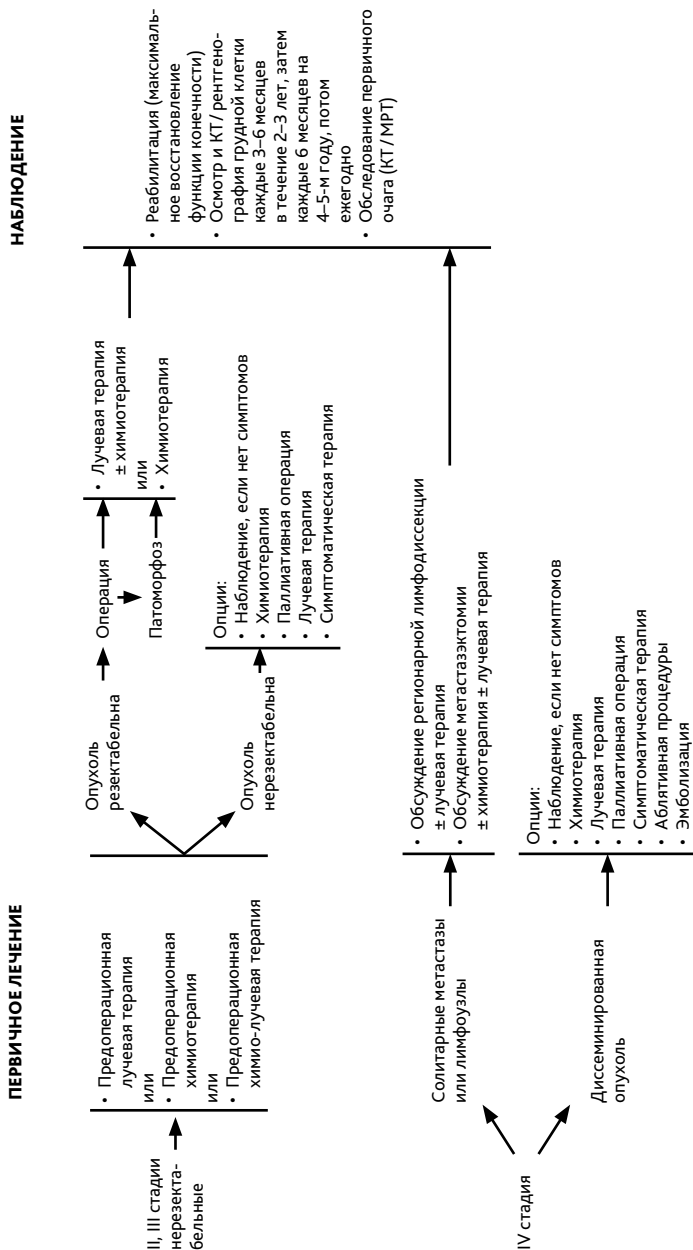 ПЕРВИЧНОЕ ЛЕЧЕНИЕ
НАБЛЮДЕНИЕ
II, III стадии
нерезекта-
бельные
• Предоперационная
лучевая терапия
или
• Предоперационная
химиотерапия
или
• Предоперационная
химио-лучевая терапия
Опухоль
резектабельна
Операция
Патоморфоз
• Лучевая терапия
± химиотерапия
или
• Химиотерапия
Опухоль
нерезектабельна
Опции:
• Наблюдение, если нет симптомов
• Химиотерапия
• Паллиативная операция
• Лучевая терапия
• Симптоматическая терапия
• Реабилитация (максималь-
ное восстановление
функции конечности)
• Осмотр и КТ / рентгено-
графия грудной клетки
каждые 3–6 месяцев
в течение 2–3 лет, затем
каждые 6 месяцев на
4–5-м году, потом
ежегодно
• Обследование первичного
очага (КТ / МРТ)
IV стадия
Солитарные метастазы
или лимфоузлы
• Обсуждение регионарной лимфодиссекции
± лучевая терапия
• Обсуждение метастазэктомии
± химиотерапия ± лучевая терапия
Диссеминированная
опухоль
Опции:
• Наблюдение, если нет симптомов
• Химиотерапия
• Лучевая терапия
• Паллиативная операция
• Симптоматическая терапия
• Аблятивная процедуры
• Эмболизация